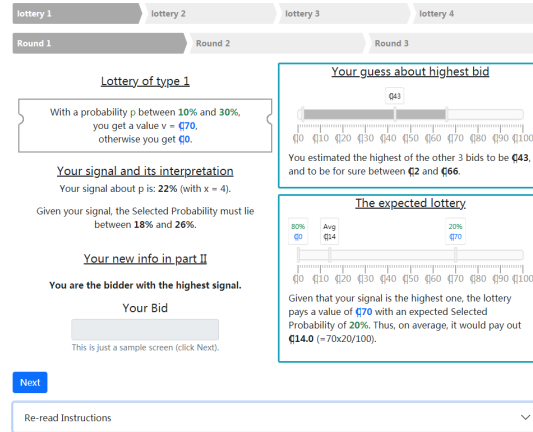 lottery 1 lottery 2 lottery 3 lottery 4
Round 1 Round 2 Round 3
Lottery of type 1
With a probability p between 10% and 30%,
you get a value v = ₵70,
otherwise you get ₵0.
Your signal and its interpretation
Your signal about p is: 22% (with x = 4).
Given your signal, the Selected Probability must lie
between 18% and 26%.
Your new info in part II
You are the bidder with the highest signal.
Your Bid
This is just a sample screen (click Next).
Your guess about highest bid
₵43
₵0 ₵10 ₵20 ₵30 ₵40 ₵50 ₵60 ₵70 ₵80 ₵90 ₵100
You estimated the highest of the other 3 bids to be ₵43,
and to be for sure between ₵2 and ₵66.
The expected lottery
80% Avg 20%
₵0 ₵14 ₵70
₵0 ₵10 ₵20 ₵30 ₵40 ₵50 ₵60 ₵70 ₵80 ₵90 ₵100
Given that your signal is the highest one, the lottery
pays a value of ₵70 with an expected Selected
Probability of 20%. Thus, on average, it would pay out
₵14.0 (=70x20/100).
Next
Re-read Instructions